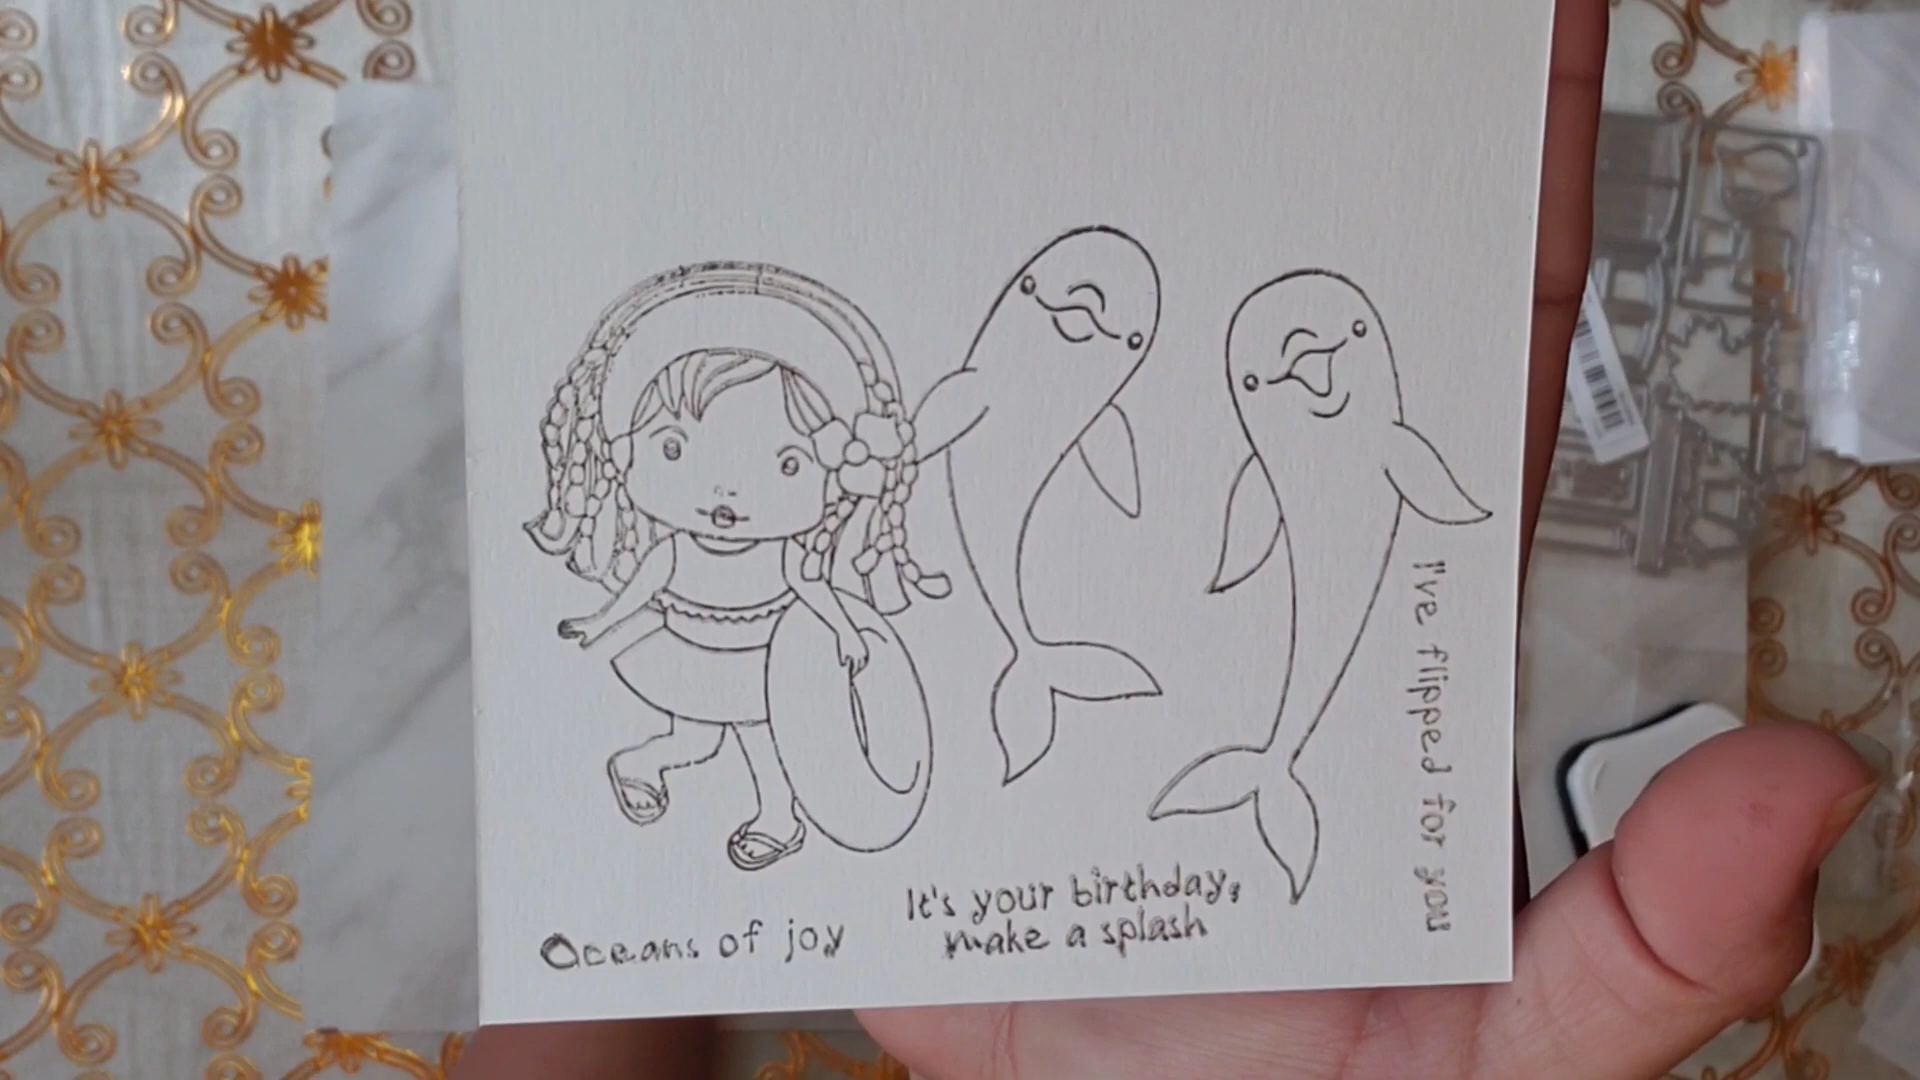 Oceans of joy
It's your birthday,
make a splash
I've flipped for you